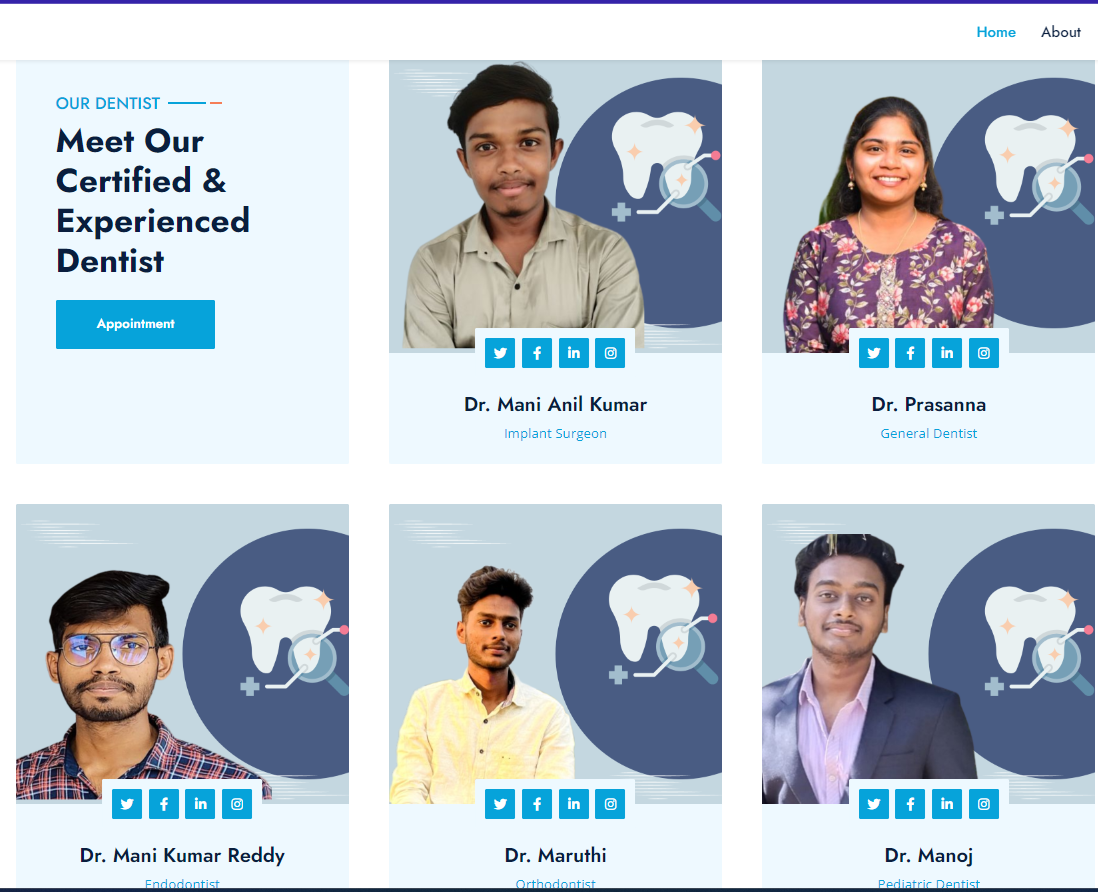 Home About
OUR DENTIST
Meet Our
Certified &
Experienced
Dentist
Appointment
Dr. Mani Anil Kumar
Implant Surgeon
Dr. Prasanna
General Dentist
Dr. Mani Kumar Reddy
Endodontist
Dr. Maruthi
Orthodontist
Dr. Manoj
Pediatric Dentist